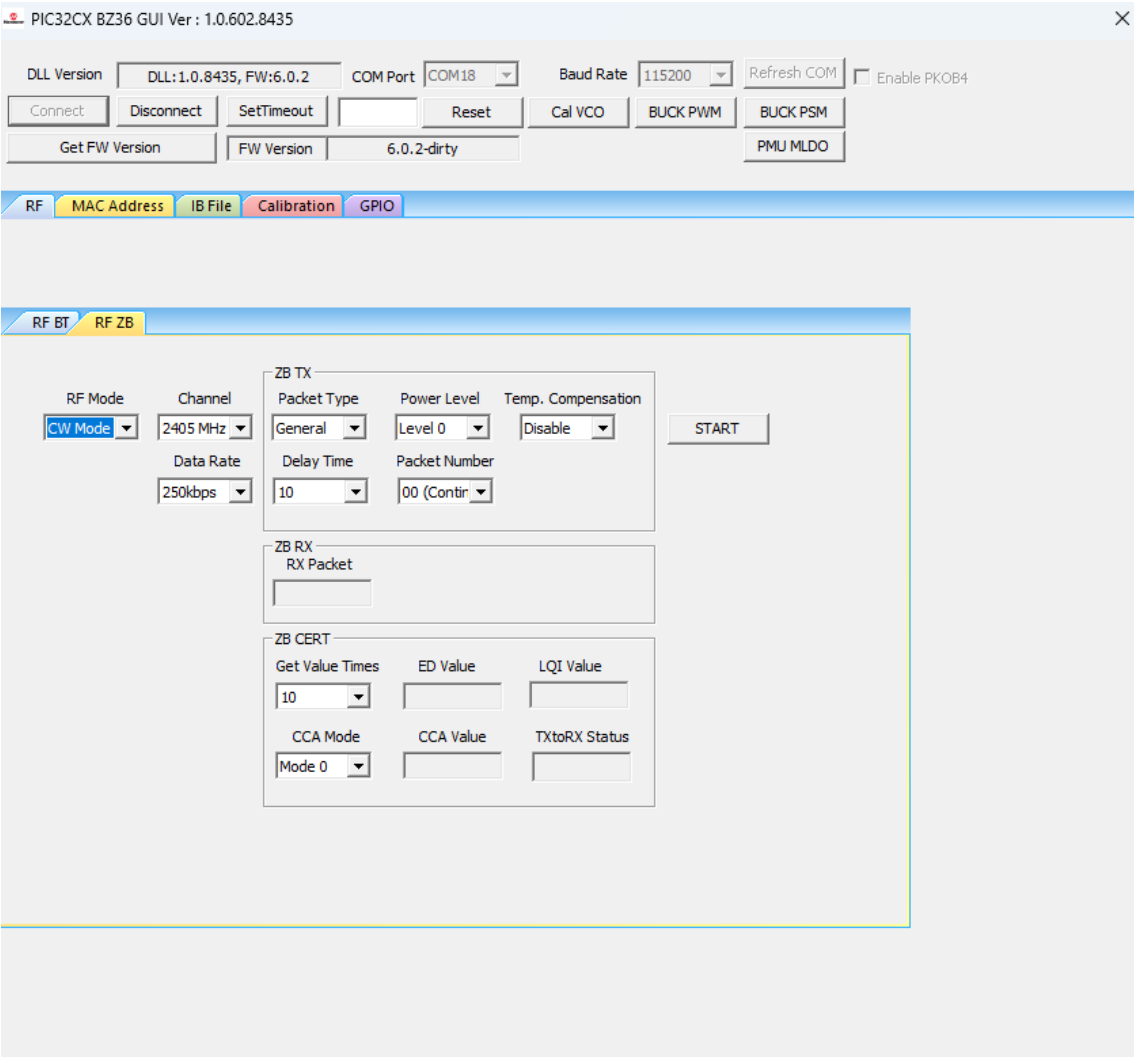 PIC32CX BZ36 GUI Ver : 1.0.602.8435
DLL Version DLL:1.0.8435, FW:6.0.2 COM Port COM18 Baud Rate 115200 Refresh COM Enable PKOB4
Connect Disconnect SetTimeout Reset Cal VCO BUCK PWM BUCK PSM
Get FW Version FW Version 6.0.2-dirty PMU MLDO
RF MAC Address IB File Calibration GPIO
RF BT RF ZB
ZB TX
RF Mode Channel Packet Type Power Level Temp. Compensation
CW Mode 2405 MHz General Level 0 Disable START
Data Rate Delay Time Packet Number
250kbps 10 00 (Contin
ZB RX
RX Packet
ZB CERT
Get Value Times ED Value LQI Value
10
CCA Mode CCA Value TXtoRX Status
Mode 0